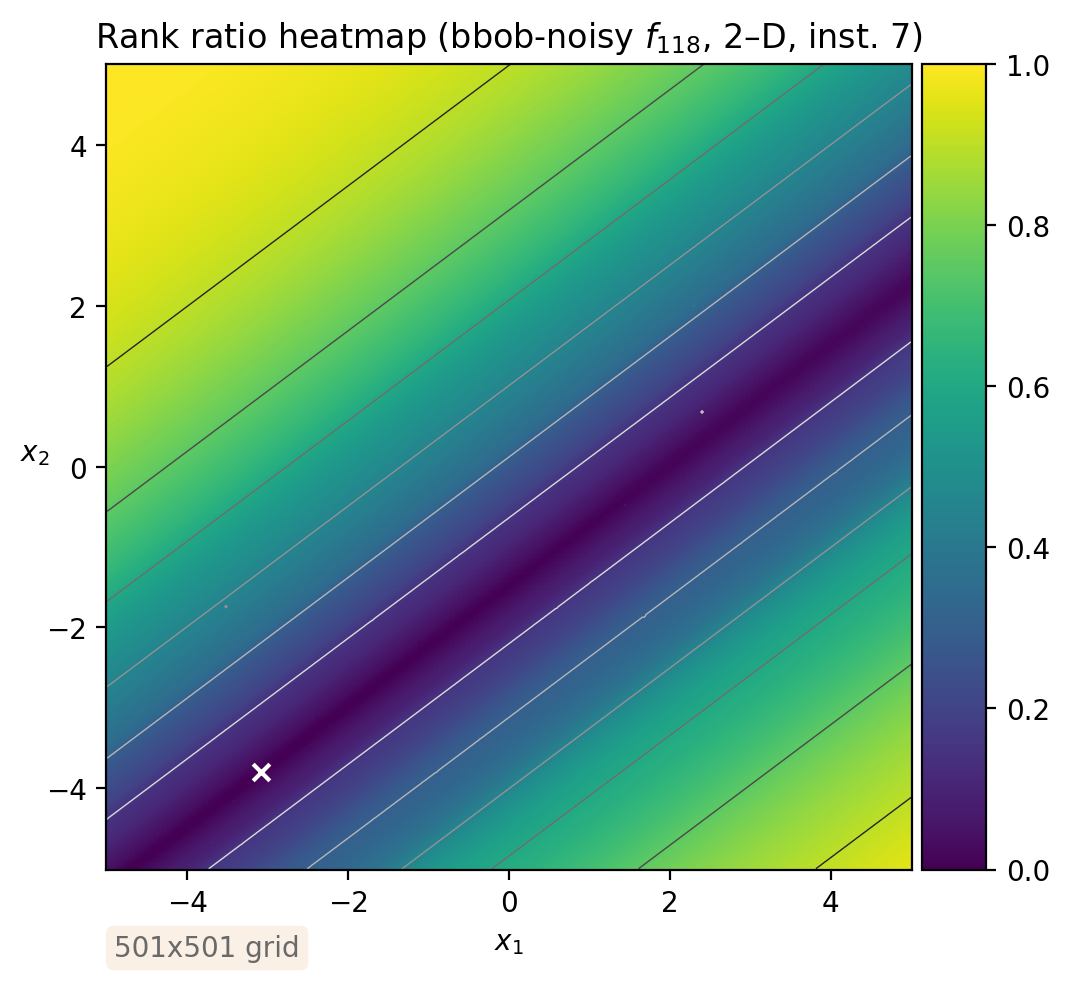 Rank ratio heatmap (bbob-noisy f₁₁₈, 2–D, inst. 7)
1.0
0.8
0.6
0.4
0.2
0.0
4
2
0
−2
−4
x₂
−4 −2 0 2 4
x₁
501x501 grid